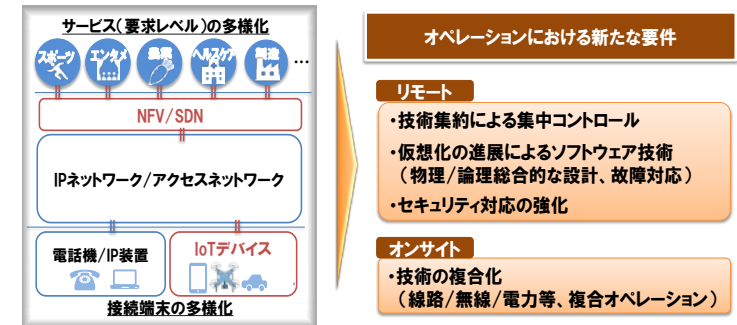 サービス(要求レベル)の多様化
スポーツ
エンタメ
農業
ヘルスケア
製造
…
NFV/SDN
IPネットワーク/アクセスネットワーク
電話機/IP装置
IoTデバイス
接続端末の多様化
オペレーションにおける新たな要件
リモート
・技術集約による集中コントロール
・仮想化の進展によるソフトウェア技術
(物理/論理総合的な設計、故障対応)
・セキュリティ対応の強化
オンサイト
・技術の複合化
(線路/無線/電力等、複合オペレーション)